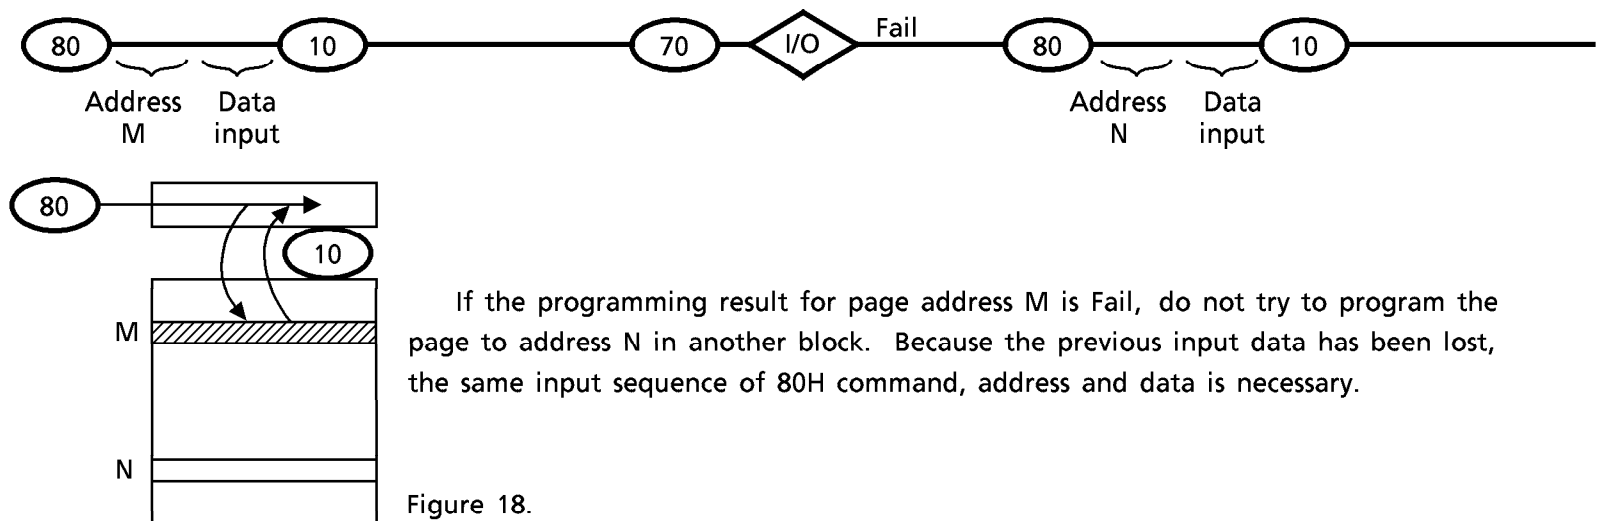 80 10 70 I/O Fail 80 10
Address Data Address Data
M input N input
80
10
If the programming result for page address M is Fail, do not try to program the
M
page to address N in another block. Because the previous input data has been lost,
the same input sequence of 80H command, address and data is necessary.
N
Figure 18.